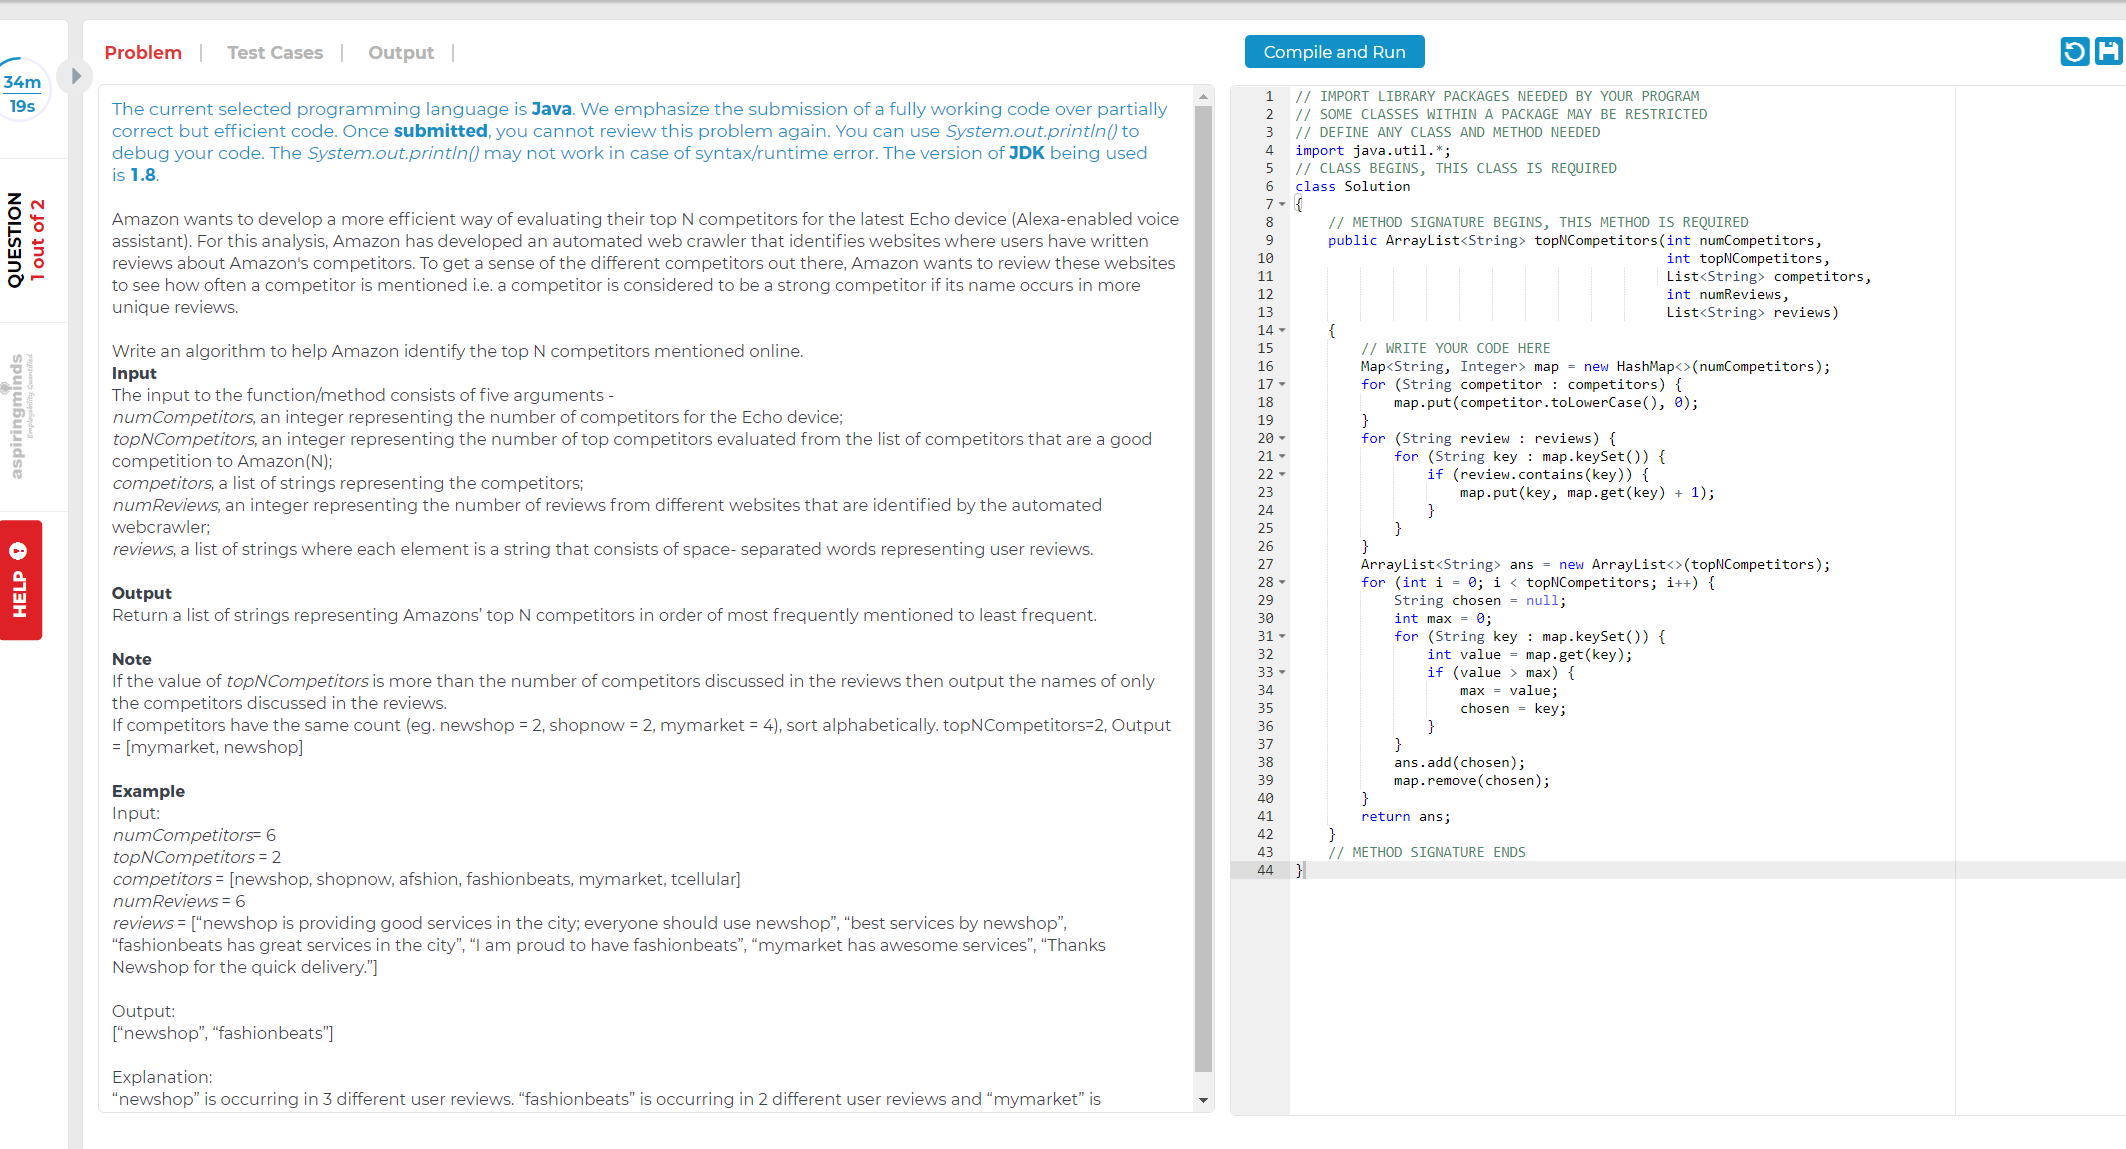 34m
19s
QUESTION
1 out of 2
aspiringminds
Employability Quantified
HELP
Problem | Test Cases | Output |
The current selected programming language is Java. We emphasize the submission of a fully working code over partially
correct but efficient code. Once submitted, you cannot review this problem again. You can use System.out.println() to
debug your code. The System.out.println() may not work in case of syntax/runtime error. The version of JDK being used
is 1.8.
Amazon wants to develop a more efficient way of evaluating their top N competitors for the latest Echo device (Alexa-enabled voice
assistant). For this analysis, Amazon has developed an automated web crawler that identifies websites where users have written
reviews about Amazon's competitors. To get a sense of the different competitors out there, Amazon wants to review these websites
to see how often a competitor is mentioned i.e. a competitor is considered to be a strong competitor if its name occurs in more
unique reviews.
Write an algorithm to help Amazon identify the top N competitors mentioned online.
Input
The input to the function/method consists of five arguments -
numCompetitors, an integer representing the number of competitors for the Echo device;
topNCompetitors, an integer representing the number of top competitors evaluated from the list of competitors that are a good
competition to Amazon(N);
competitors, a list of strings representing the competitors;
numReviews, an integer representing the number of reviews from different websites that are identified by the automated
webcrawler;
reviews, a list of strings where each element is a string that consists of space- separated words representing user reviews.
Output
Return a list of strings representing Amazons’ top N competitors in order of most frequently mentioned to least frequent.
Note
If the value of topNCompetitors is more than the number of competitors discussed in the reviews then output the names of only
the competitors discussed in the reviews.
If competitors have the same count (eg. newshop = 2, shopnow = 2, mymarket = 4), sort alphabetically. topNCompetitors=2, Output
= [mymarket, newshop]
Example
Input:
numCompetitors= 6
topNCompetitors = 2
competitors = [newshop, shopnow, afshion, fashionbeats, mymarket, tcellular]
numReviews = 6
reviews = [“newshop is providing good services in the city; everyone should use newshop”, “best services by newshop”,
“fashionbeats has great services in the city”, “I am proud to have fashionbeats”, “mymarket has awesome services”, “Thanks
Newshop for the quick delivery.”]
Output:
[“newshop”, “fashionbeats”]
Explanation:
“newshop” is occurring in 3 different user reviews. “fashionbeats” is occurring in 2 different user reviews and “mymarket” is
Compile and Run
1 // IMPORT LIBRARY PACKAGES NEEDED BY YOUR PROGRAM
2 // SOME CLASSES WITHIN A PACKAGE MAY BE RESTRICTED
3 // DEFINE ANY CLASS AND METHOD NEEDED
4 import java.util.*;
5 // CLASS BEGINS, THIS CLASS IS REQUIRED
6 class Solution
7 {
8 // METHOD SIGNATURE BEGINS, THIS METHOD IS REQUIRED
9 public ArrayList<String> topNCompetitors(int numCompetitors,
10 int topNCompetitors,
11 List<String> competitors,
12 int numReviews,
13 List<String> reviews)
14 {
15 // WRITE YOUR CODE HERE
16 Map<String, Integer> map = new HashMap<>(numCompetitors);
17 for (String competitor : competitors) {
18 map.put(competitor.toLowerCase(), 0);
19 }
20 for (String review : reviews) {
21 for (String key : map.keySet()) {
22 if (review.contains(key)) {
23 map.put(key, map.get(key) + 1);
24 }
25 }
26 }
27 ArrayList<String> ans = new ArrayList<>(topNCompetitors);
28 for (int i = 0; i < topNCompetitors; i++) {
29 String chosen = null;
30 int max = 0;
31 for (String key : map.keySet()) {
32 int value = map.get(key);
33 if (value > max) {
34 max = value;
35 chosen = key;
36 }
37 }
38 ans.add(chosen);
39 map.remove(chosen);
40 }
41 return ans;
42 }
43 // METHOD SIGNATURE ENDS
44 }